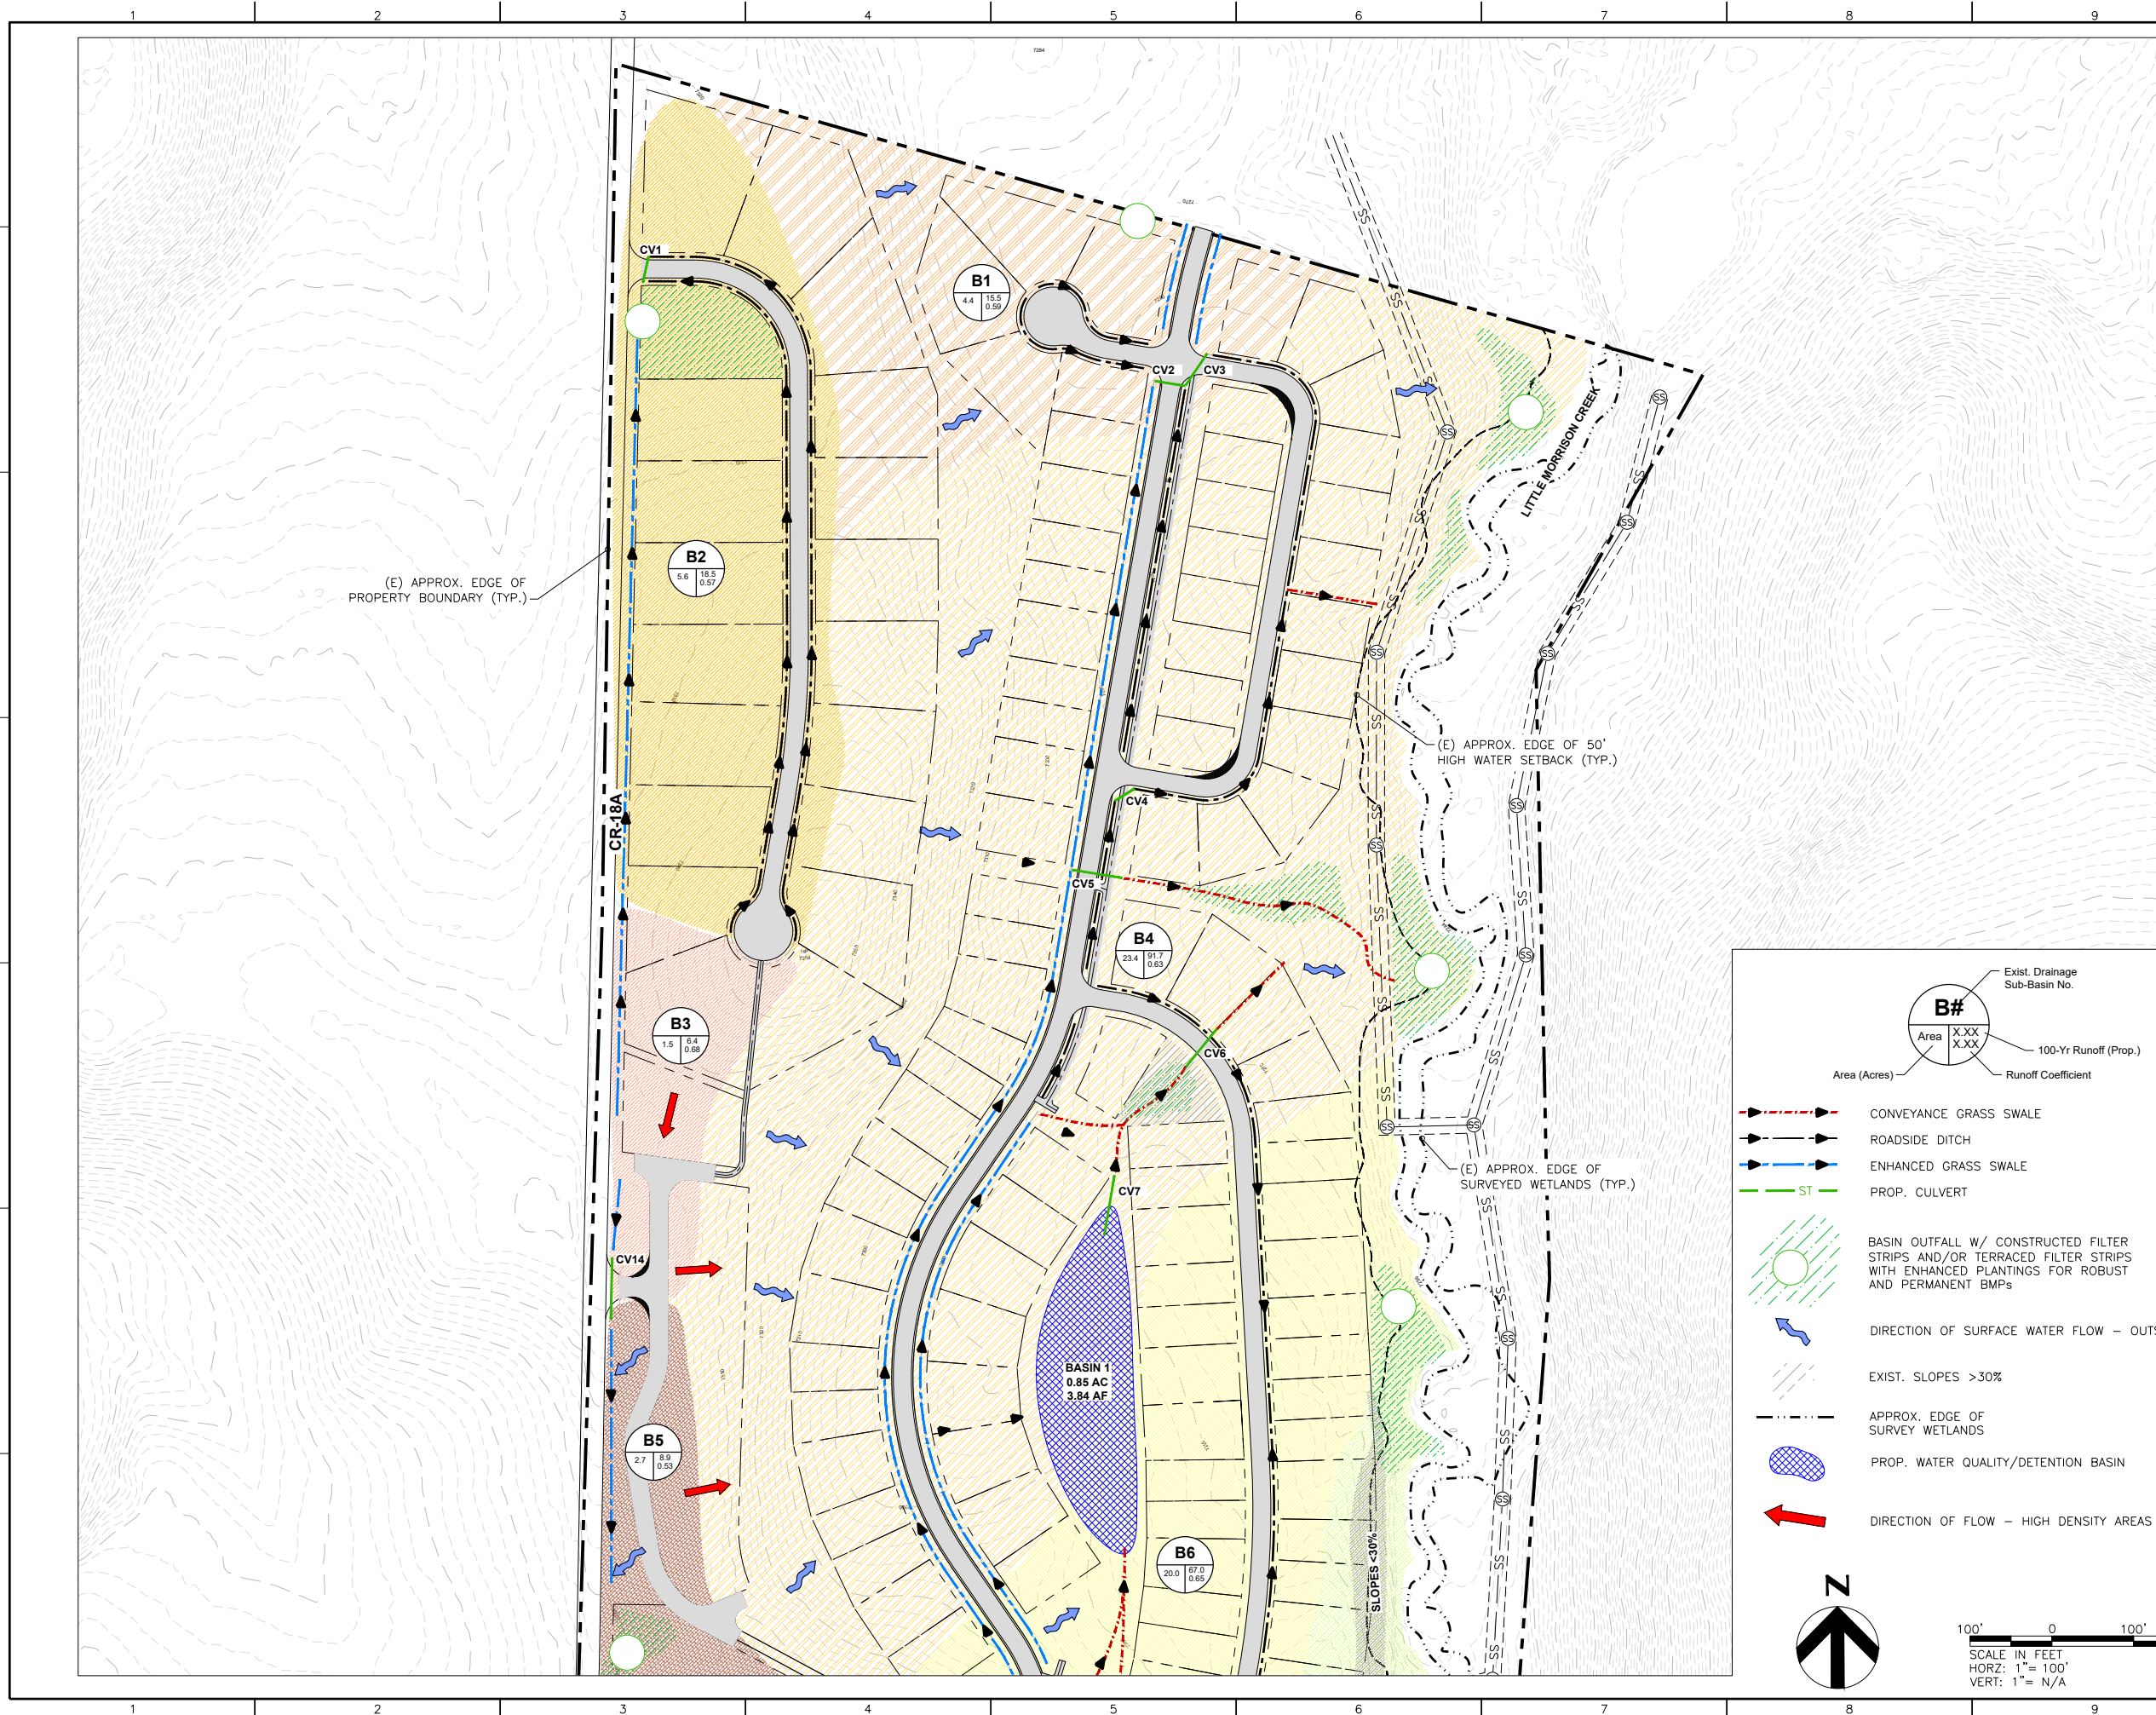 1
2
3
4
5
6
7
8
9
7284
7270
CV1
B1
4.4
15.5
0.59
CV2
CV3
SS
SS
SS
LITTLE MORRISON CREEK
B2
5.6
18.5
0.57
(E) APPROX. EDGE OF
PROPERTY BOUNDARY (TYP.)
CR-18A
(E) APPROX. EDGE OF 50'
HIGH WATER SETBACK (TYP.)
CV4
CV5
B4
23.4
91.7
0.63
B3
1.5
6.4
0.68
CV6
(E) APPROX. EDGE OF
SURVEYED WETLANDS (TYP.)
CV7
CV14
BASIN 1
0.85 AC
3.84 AF
B5
2.7
8.9
0.53
B6
20.0
67.0
0.65
SLOPES <30%
Exist. Drainage
Sub-Basin No.
B#
Area
X.XX
X.XX
100-Yr Runoff (Prop.)
Area (Acres)
Runoff Coefficient
CONVEYANCE GRASS SWALE
ROADSIDE DITCH
ENHANCED GRASS SWALE
ST
PROP. CULVERT
BASIN OUTFALL W/ CONSTRUCTED FILTER
STRIPS AND/OR TERRACED FILTER STRIPS
WITH ENHANCED PLANTINGS FOR ROBUST
AND PERMANENT BMPs
DIRECTION OF SURFACE WATER FLOW – OUTS
EXIST. SLOPES >30%
APPROX. EDGE OF
SURVEY WETLANDS
PROP. WATER QUALITY/DETENTION BASIN
DIRECTION OF FLOW – HIGH DENSITY AREAS
N
100' 0 100'
SCALE IN FEET
HORZ: 1"= 100'
VERT: 1"= N/A
1
2
3
4
5
6
7
8
9